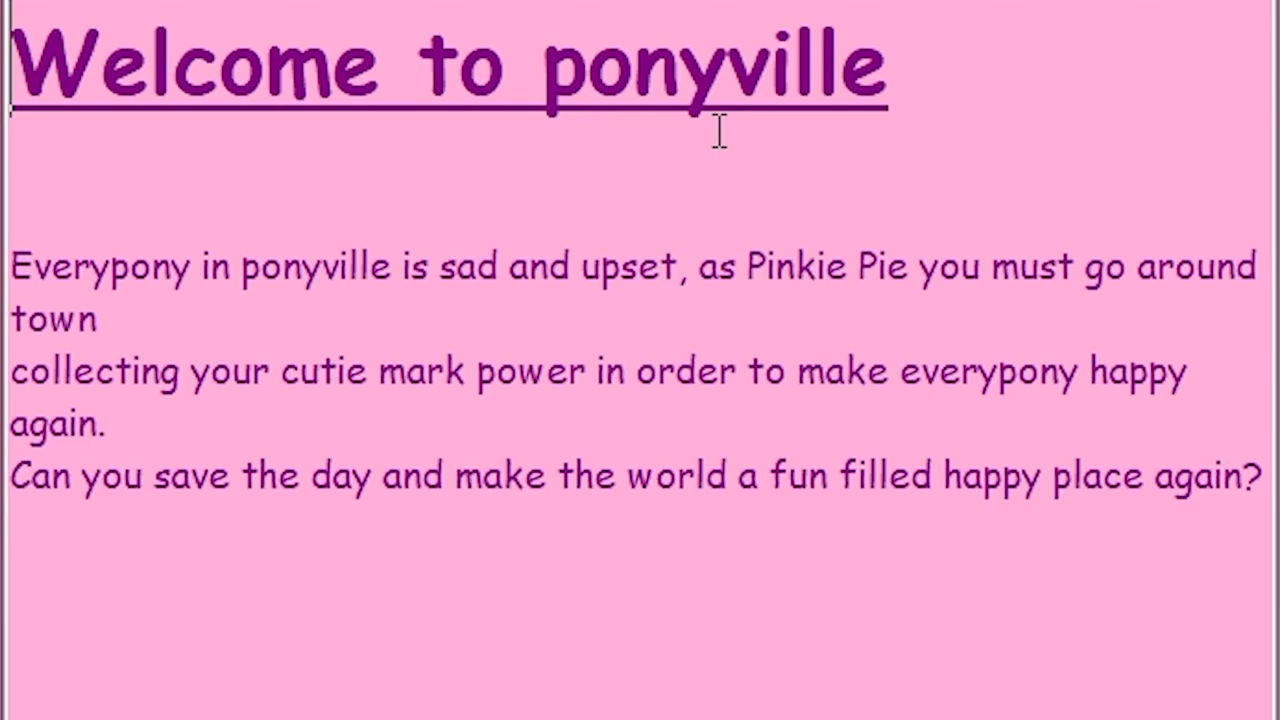 Welcome to ponyville
Everypony in ponyville is sad and upset, as Pinkie Pie you must go around
town
collecting your cutie mark power in order to make everypony happy
again.
Can you save the day and make the world a fun filled happy place again?